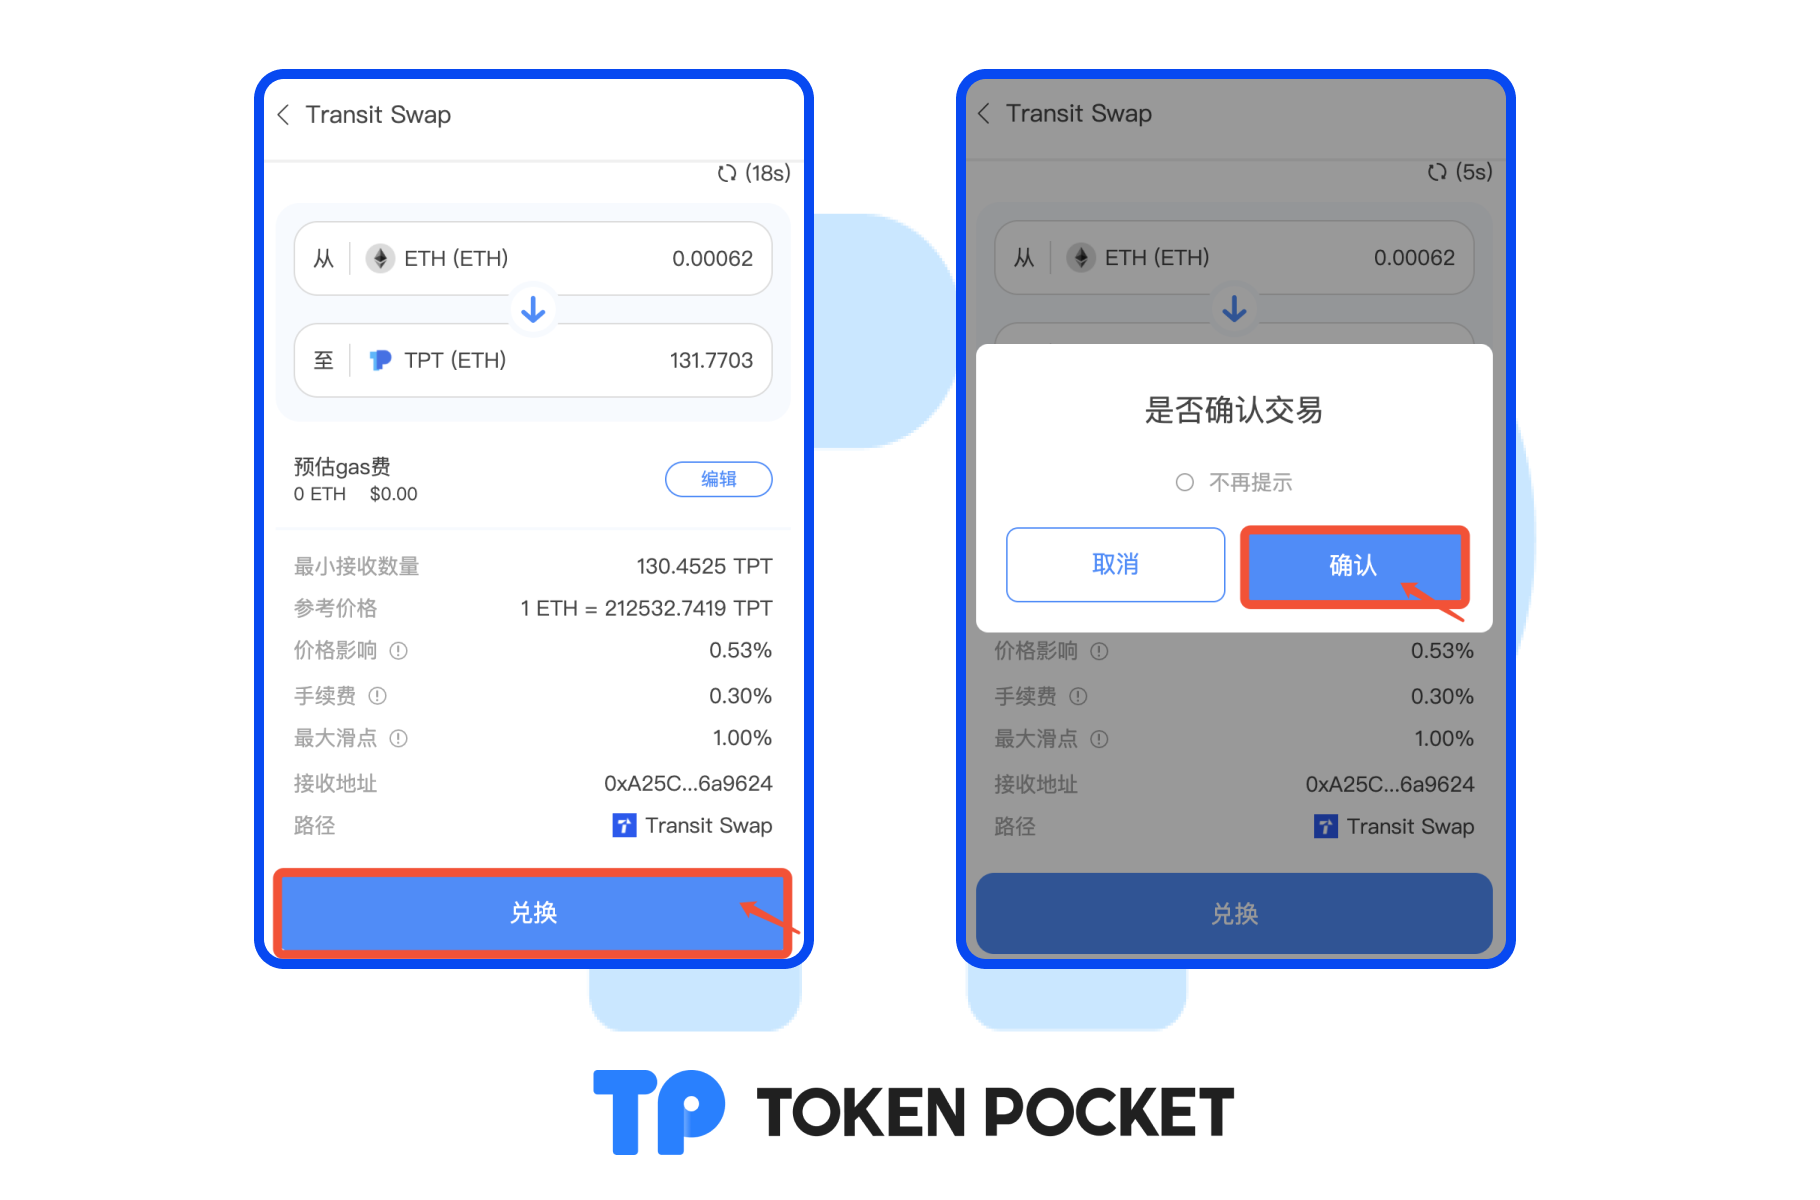 Transit Swap
(18s)
从 ETH (ETH) 0.00062
至 TPT (ETH) 131.7703
预估gas费
0 ETH $0.00
编辑
最小接收数量 130.4525 TPT
参考价格 1 ETH = 212532.7419 TPT
价格影响 0.53%
手续费 0.30%
最大滑点 1.00%
接收地址 0xA25C...6a9624
路径 Transit Swap
兑换
Transit Swap
(5s)
从 ETH (ETH) 0.00062
是否确认交易
不再提示
取消 确认
价格影响 0.53%
手续费 0.30%
最大滑点 1.00%
接收地址 0xA25C...6a9624
路径 Transit Swap
兑换
TP TOKEN POCKET